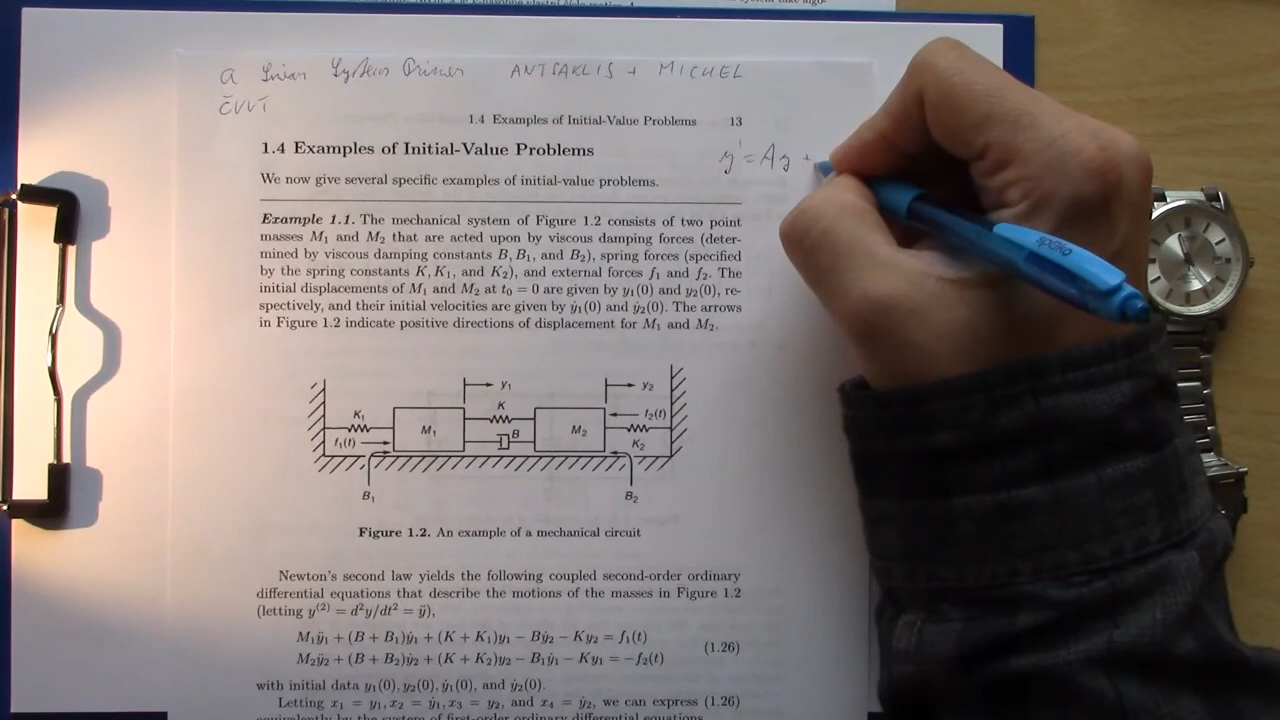 a Linear Systems Primer ANTSAKLIS + MICHEL
ČVUT
1.4 Examples of Initial-Value Problems 13
1.4 Examples of Initial-Value Problems
y' = Ay +
We now give several specific examples of initial-value problems.
Example 1.1. The mechanical system of Figure 1.2 consists of two point
masses M₁ and M₂ that are acted upon by viscous damping forces (deter-
mined by viscous damping constants B, B₁, and B₂), spring forces (specified
by the spring constants K, K₁, and K₂), and external forces f₁ and f₂. The
initial displacements of M₁ and M₂ at t₀ = 0 are given by y₁(0) and y₂(0), re-
spectively, and their initial velocities are given by ẏ₁(0) and ẏ₂(0). The arrows
in Figure 1.2 indicate positive directions of displacement for M₁ and M₂.
y₁ y₂
K₁ K f₂(t)
M₁ B M₂
f₁(t) K₂
B₁ B₂
Figure 1.2. An example of a mechanical circuit
Newton's second law yields the following coupled second-order ordinary
differential equations that describe the motions of the masses in Figure 1.2
(letting y⁽²⁾ = d²y/dt² = ÿ),
M₁ÿ₁ + (B + B₁)ẏ₁ + (K + K₁)y₁ − Bẏ₂ − Ky₂ = f₁(t)
(1.26)
M₂ÿ₂ + (B + B₂)ẏ₂ + (K + K₂)y₂ − B₁ẏ₁ − Ky₁ = −f₂(t)
with initial data y₁(0), y₂(0), ẏ₁(0), and ẏ₂(0).
Letting x₁ = y₁, x₂ = ẏ₁, x₃ = y₂, and x₄ = ẏ₂, we can express (1.26)
equivalently by the system of first-order ordinary differential equations
spoko